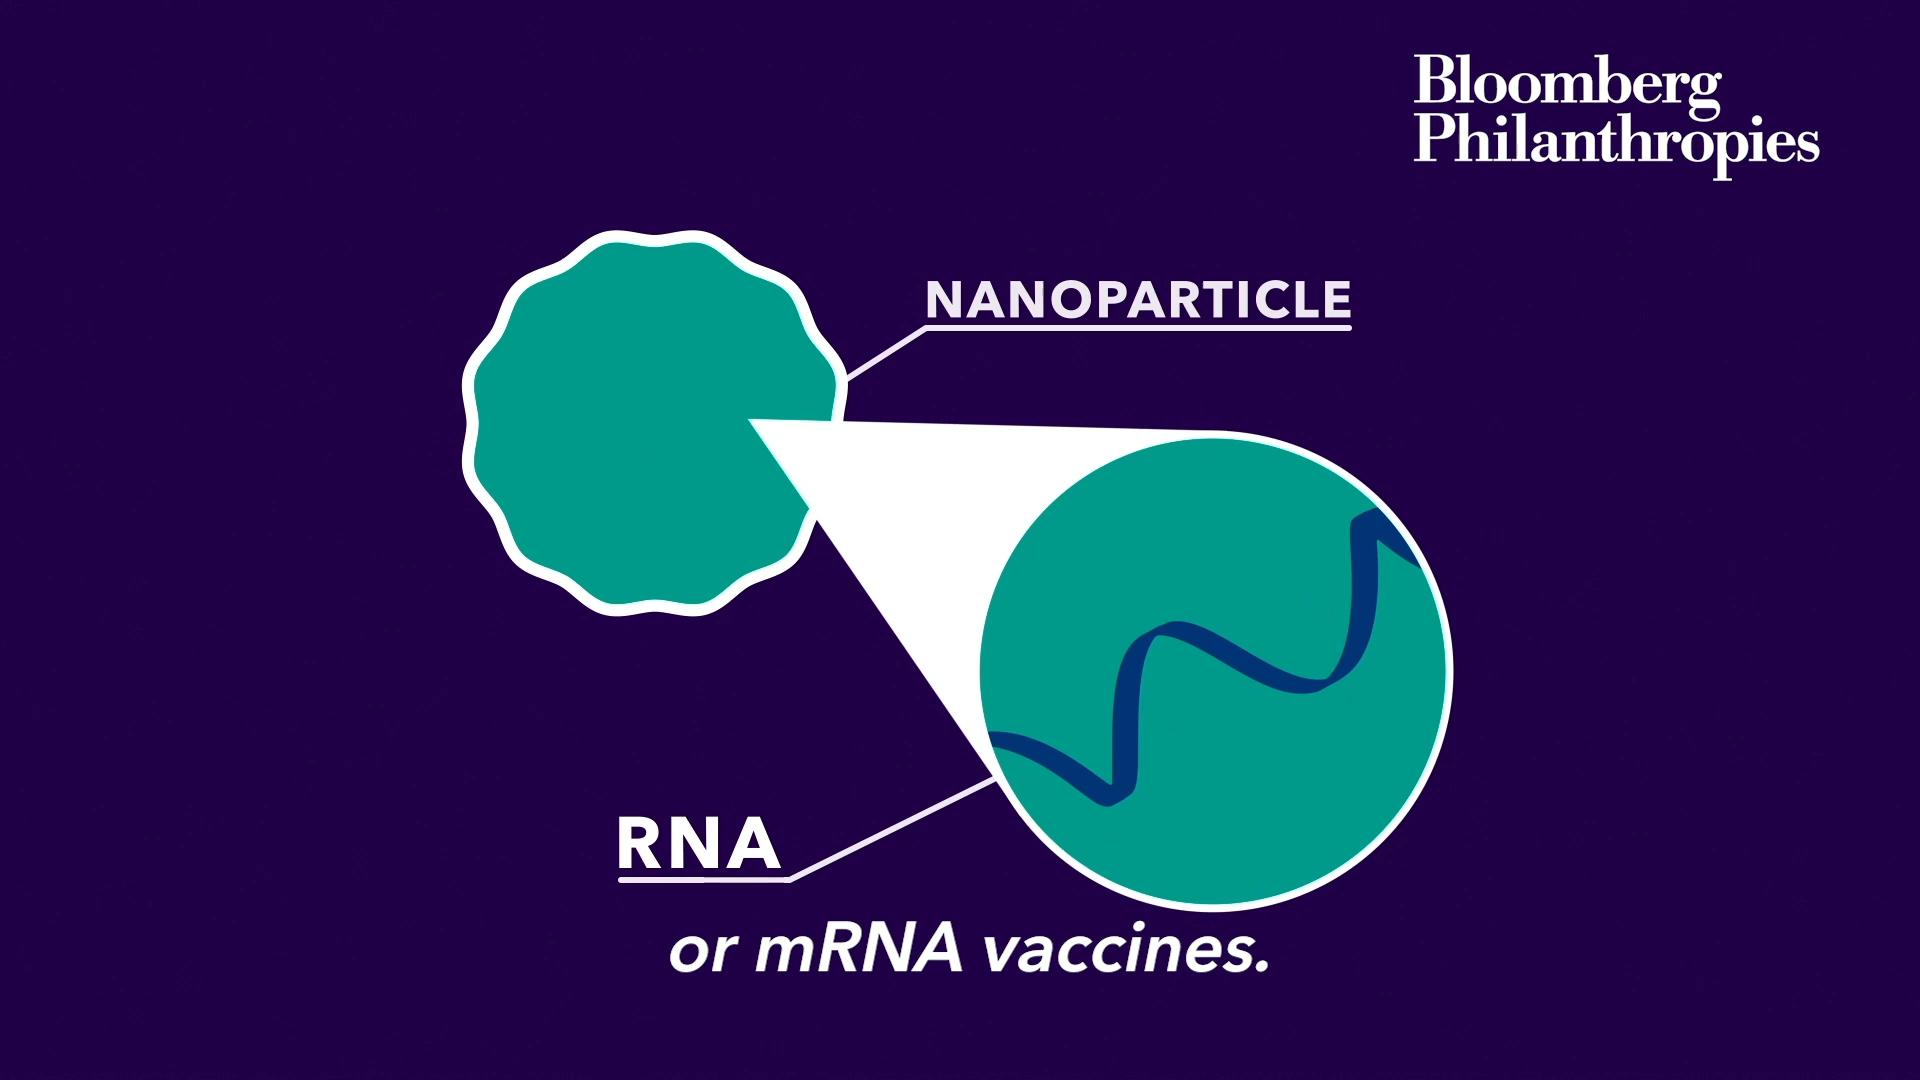 Bloomberg
Philanthropies
NANOPARTICLE
RNA
or mRNA vaccines.